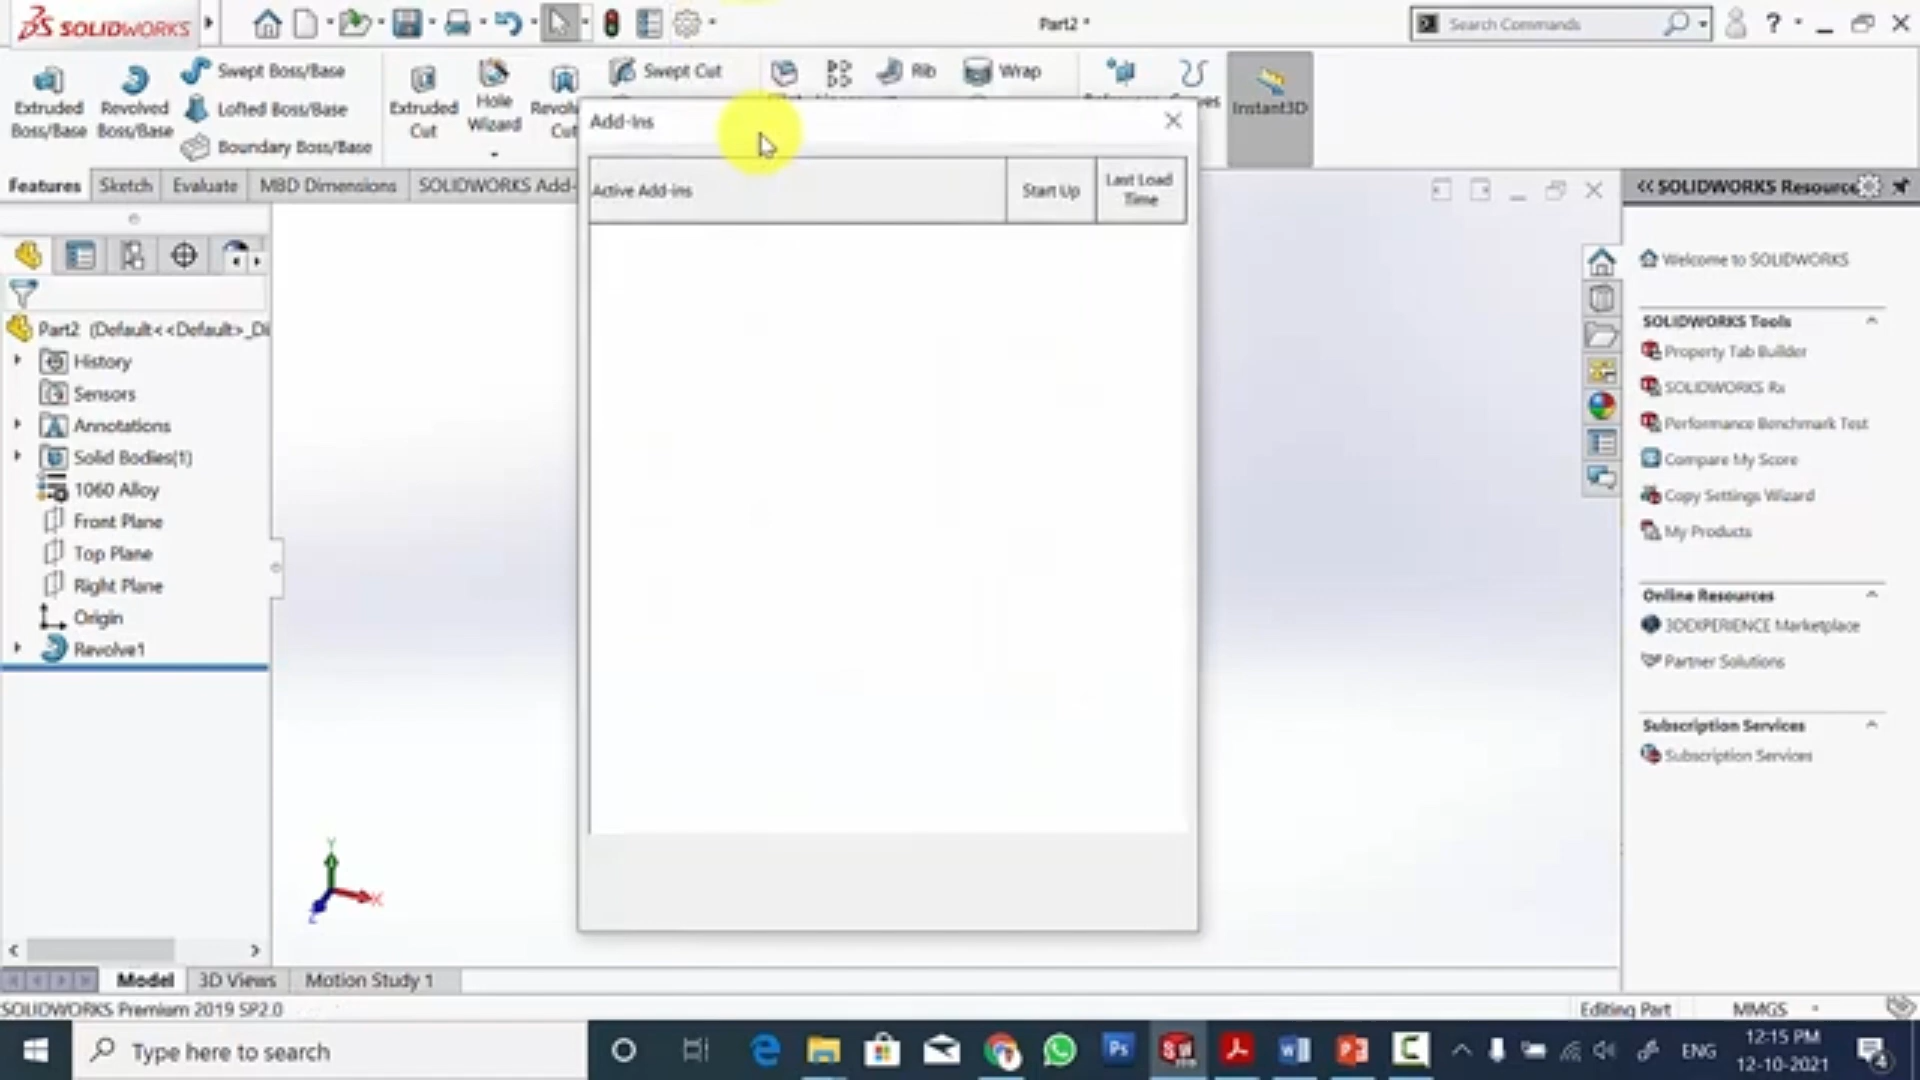 SOLIDWORKS
Part2 *
Search Commands
?
Extruded Boss/Base
Revolved Boss/Base
Swept Boss/Base
Lofted Boss/Base
Boundary Boss/Base
Extruded Cut
Hole Wizard
Swept Cut
Rib
Wrap
Instant3D
Features
Sketch
Evaluate
MBD Dimensions
SOLIDWORKS Add-
Add-Ins
Active Add-ins
Start Up
Last Load Time
Part2 (Default<<Default>_Di
History
Sensors
Annotations
Solid Bodies(1)
1060 Alloy
Front Plane
Top Plane
Right Plane
Origin
Revolve1
SOLIDWORKS Resource
Welcome to SOLIDWORKS
SOLIDWORKS Tools
Property Tab Builder
SOLIDWORKS Rx
Performance Benchmark Test
Compare My Score
Copy Settings Wizard
My Products
Online Resources
3DEXPERIENCE Marketplace
Partner Solutions
Subscription Services
Subscription Services
Y
X
Z
Model
3D Views
Motion Study 1
SOLIDWORKS Premium 2019 SP2.0
Editing Part
MMGS
Type here to search
Ps
ENG
12:15 PM
12-10-2021
4